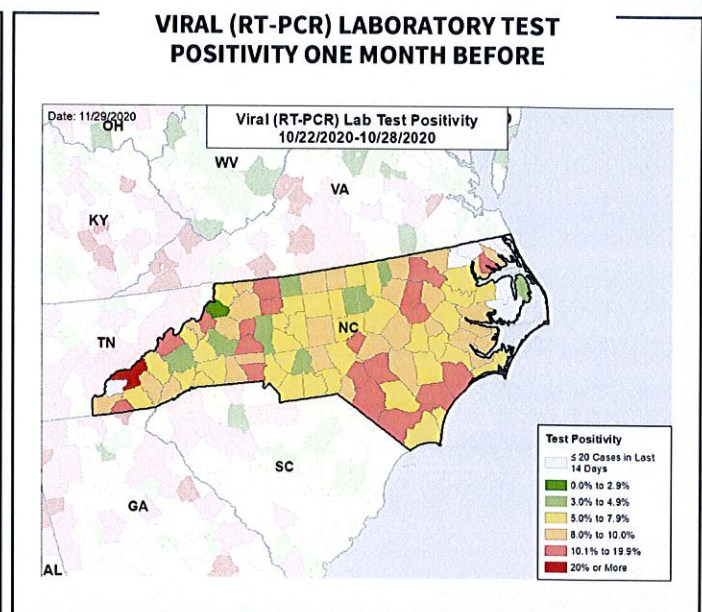 VIRAL (RT-PCR) LABORATORY TEST
POSITIVITY ONE MONTH BEFORE
Date: 11/29/2020
Viral (RT-PCR) Lab Test Positivity
10/22/2020-10/28/2020
OH
WV
VA
KY
TN
NC
SC
GA
AL
Test Positivity
≤ 20 Cases in Last
14 Days
0.0% to 2.9%
3.0% to 4.9%
5.0% to 7.9%
8.0% to 10.0%
10.1% to 19.9%
20% or More